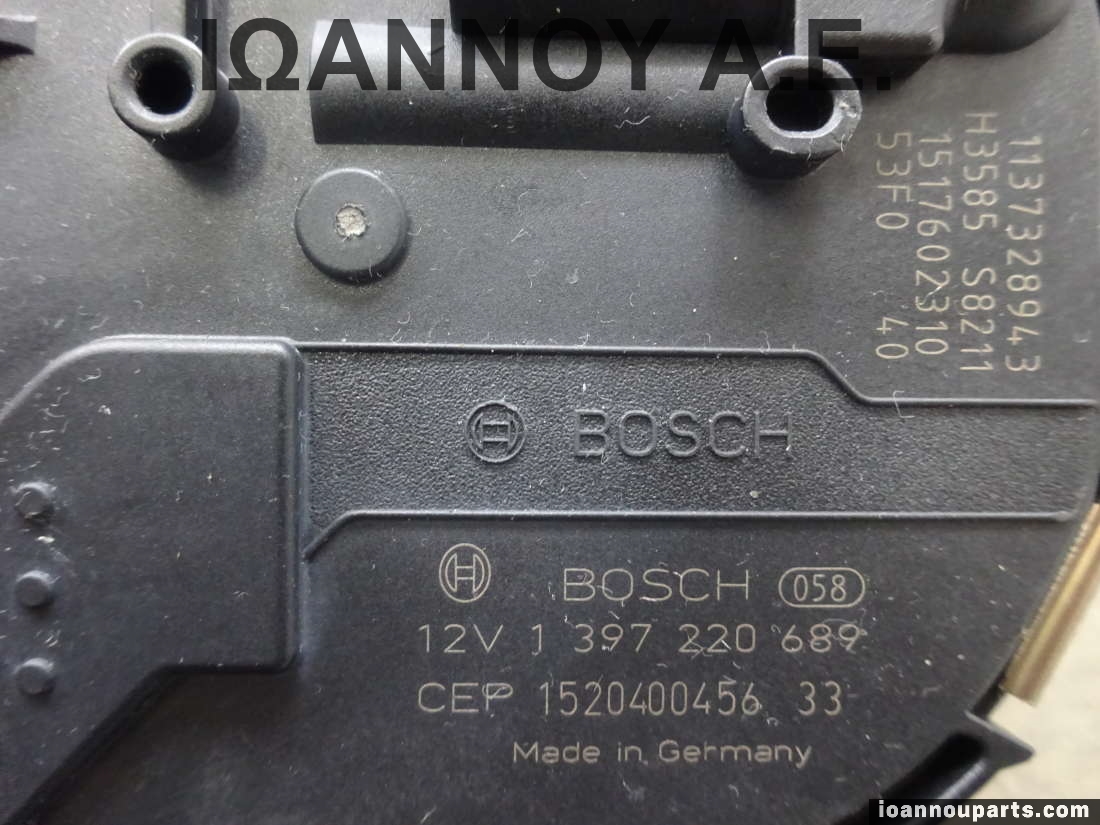 ΙΩΑΝΝΟΥ Α.Ε.
1137328943
H3585 S8211
1517602310
53F0 40
BOSCH
BOSCH 058
12V 1 397 220 689
CEP 1520400456 33
Made in Germany
ioannouparts.com